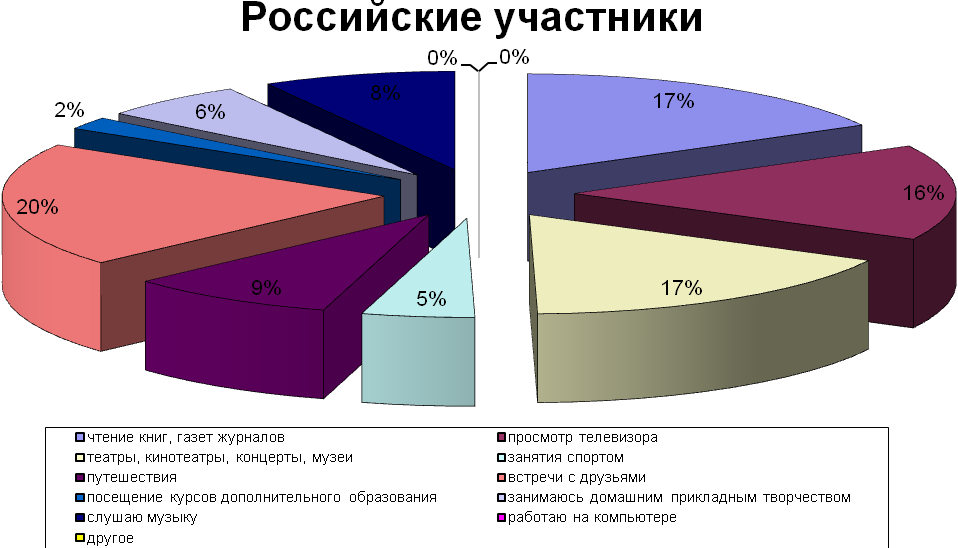 Российские участники
0% 0%
8% 17%
2% 6%
20% 16%
9% 5% 17%
чтение книг, газет журналов просмотр телевизора
театры, кинотеатры, концерты, музеи занятия спортом
путешествия встречи с друзьями
посещение курсов дополнительного образования занимаюсь домашним прикладным творчеством
слушаю музыку работаю на компьютере
другое